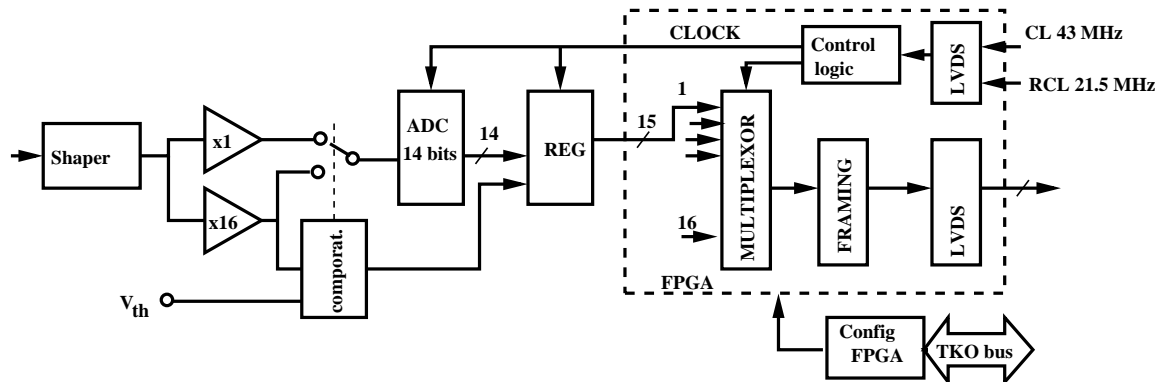 CLOCK
Control
logic
LVDS
CL 43 MHz
RCL 21.5 MHz
Shaper
x1
x16
ADC
14 bits
14
REG
15
1
16
MULTIPLEXOR
FRAMING
LVDS
comporat.
Vth
FPGA
Config
FPGA
TKO bus